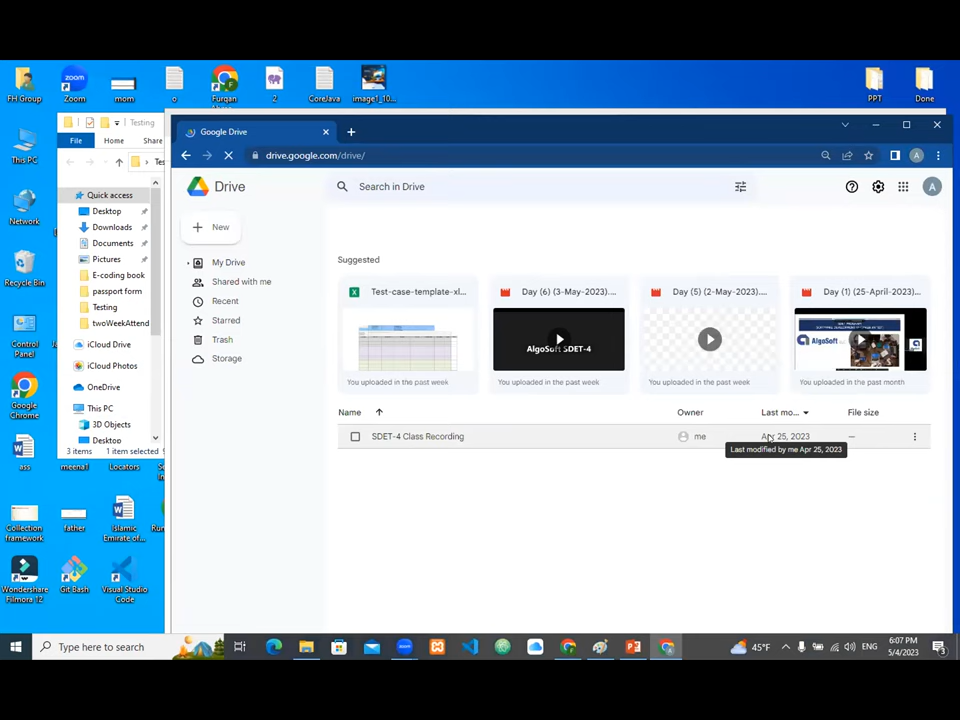 FH Group
Zoom
mom
o
Furqan
2
CoreJava
image1_10...
PPT
Done
This PC
Network
Recycle Bin
Control
Panel
Google
Chrome
ass
meena1
Locators
Collection
framework
father
Islamic
Emirate of...
Wondershare
Filmora 12
Git Bash
Visual Studio
Code
Testing
File
Home
Share
Quick access
Desktop
Downloads
Documents
Pictures
E-coding book
passport form
Testing
twoWeekAttend
iCloud Drive
iCloud Photos
OneDrive
This PC
3D Objects
Desktop
3 items
1 item selected
Google Drive
drive.google.com/drive/
Drive
Search in Drive
A
A
New
My Drive
Shared with me
Recent
Starred
Trash
Storage
Suggested
Test-case-template-xl...
Day (6) (3-May-2023)....
Day (5) (2-May-2023)....
Day (1) (25-April-2023)...
AlgoSoft SDET-4
AlgoSoft
You uploaded in the past week
You uploaded in the past week
You uploaded in the past week
You uploaded in the past month
Name
Owner
Last mo...
File size
SDET-4 Class Recording
me
Apr 25, 2023
—
Last modified by me Apr 25, 2023
Type here to search
45°F
ENG
6:07 PM
5/4/2023
3